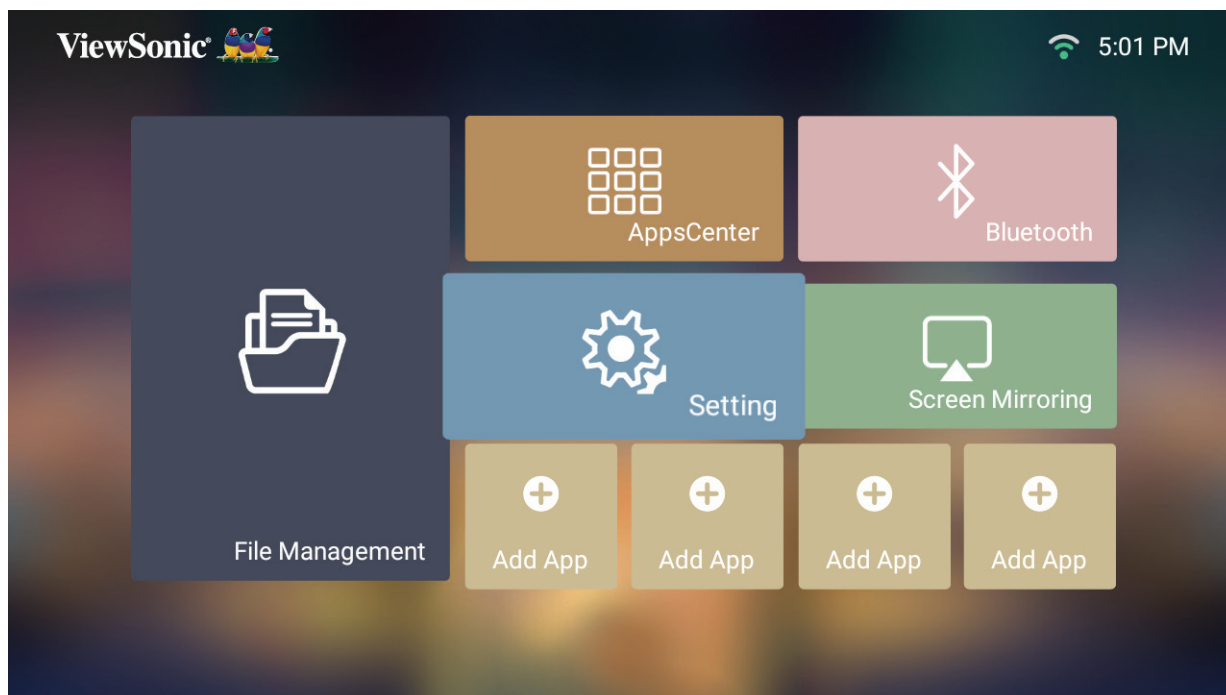 ViewSonic®
5:01 PM
AppsCenter
Bluetooth
Setting
Screen Mirroring
File Management
Add App
Add App
Add App
Add App